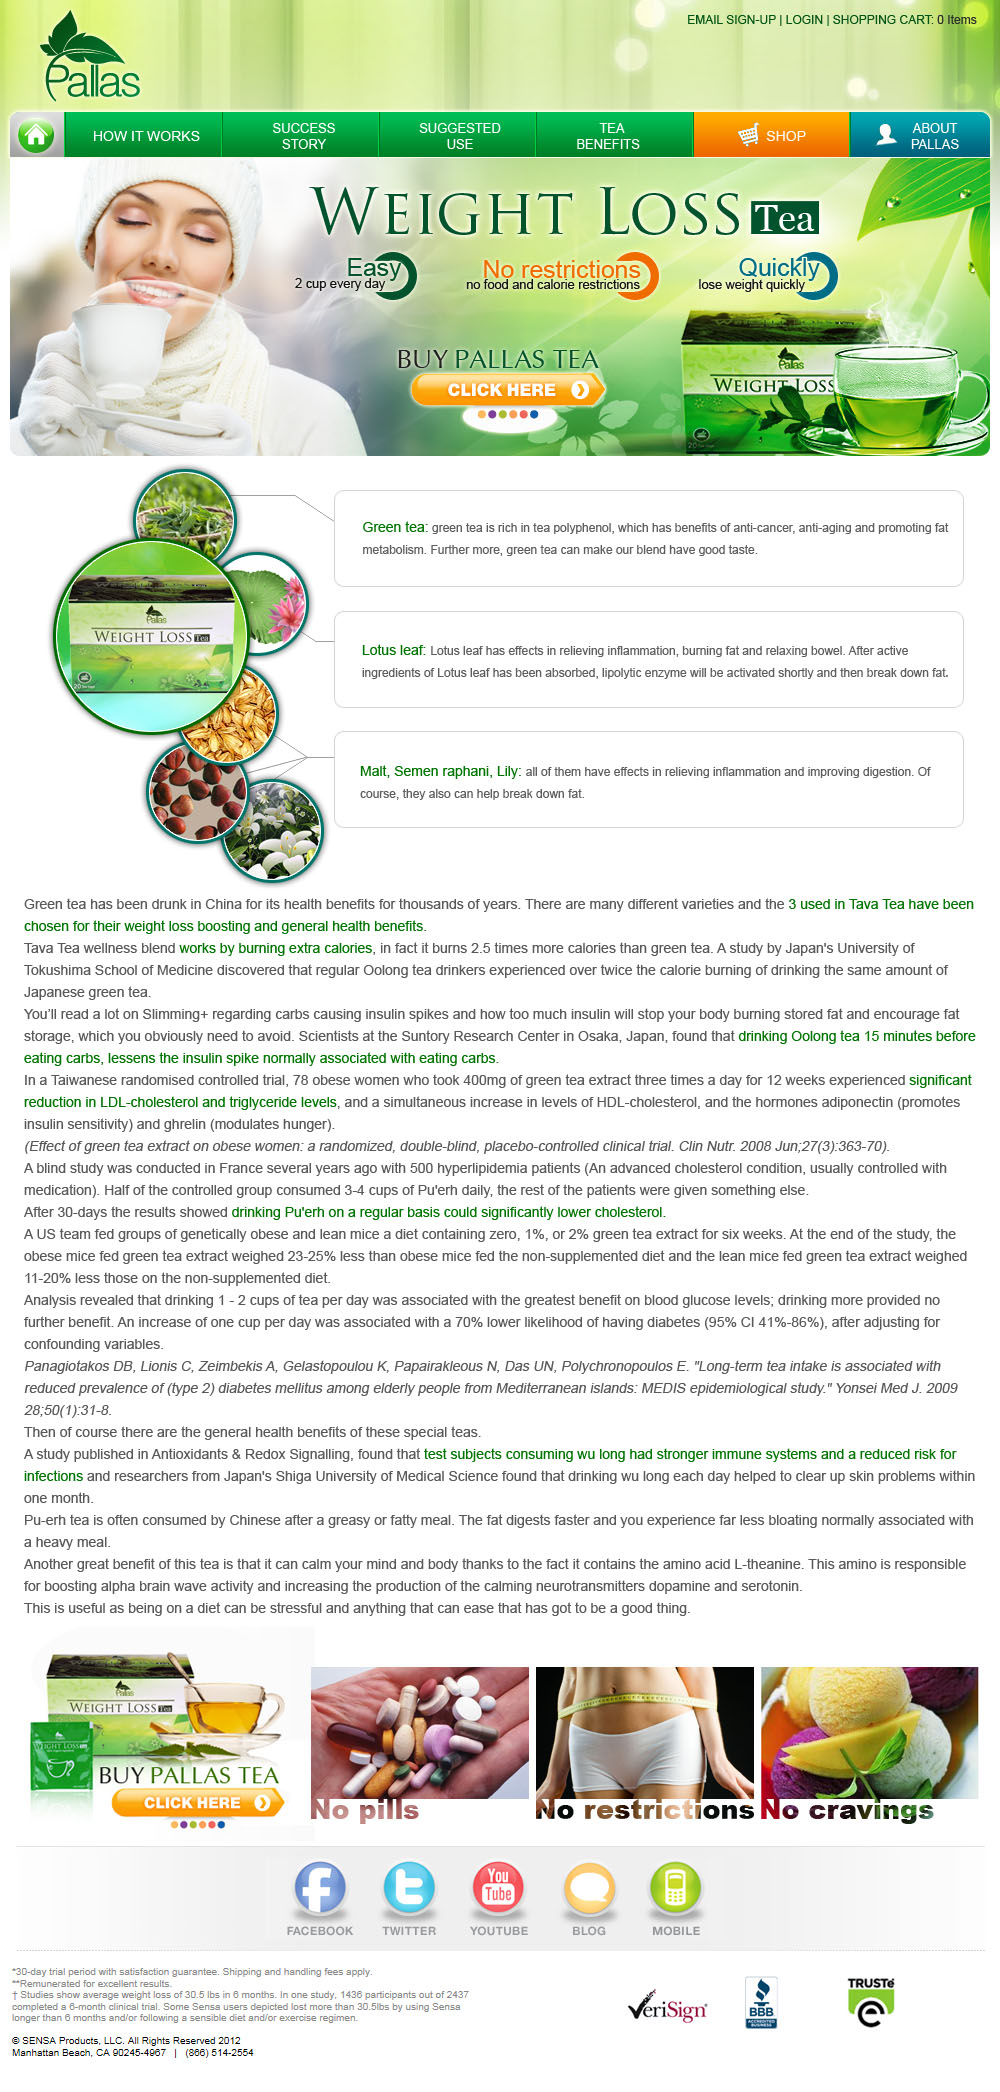 EMAIL SIGN-UP | LOGIN | SHOPPING CART: 0 Items
Pallas
HOW IT WORKS
SUCCESS
STORY
SUGGESTED
USE
TEA
BENEFITS
SHOP
ABOUT
PALLAS
WEIGHT LOSS Tea
Easy
2 cup every day
No restrictions
no food and calorie restrictions
Quickly
lose weight quickly
BUY PALLAS TEA
CLICK HERE
Pallas
WEIGHT LOSS
Green tea: green tea is rich in tea polyphenol, which has benefits of anti-cancer, anti-aging and promoting fat
metabolism. Further more, green tea can make our blend have good taste.
Pallas
WEIGHT LOSS Tea
Lotus leaf: Lotus leaf has effects in relieving inflammation, burning fat and relaxing bowel. After active
ingredients of Lotus leaf has been absorbed, lipolytic enzyme will be activated shortly and then break down fat.
Malt, Semen raphani, Lily: all of them have effects in relieving inflammation and improving digestion. Of
course, they also can help break down fat.
Green tea has been drunk in China for its health benefits for thousands of years. There are many different varieties and the 3 used in Tava Tea have been
chosen for their weight loss boosting and general health benefits.
Tava Tea wellness blend works by burning extra calories, in fact it burns 2.5 times more calories than green tea. A study by Japan's University of
Tokushima School of Medicine discovered that regular Oolong tea drinkers experienced over twice the calorie burning of drinking the same amount of
Japanese green tea.
You'll read a lot on Slimming+ regarding carbs causing insulin spikes and how too much insulin will stop your body burning stored fat and encourage fat
storage, which you obviously need to avoid. Scientists at the Suntory Research Center in Osaka, Japan, found that drinking Oolong tea 15 minutes before
eating carbs, lessens the insulin spike normally associated with eating carbs.
In a Taiwanese randomised controlled trial, 78 obese women who took 400mg of green tea extract three times a day for 12 weeks experienced significant
reduction in LDL-cholesterol and triglyceride levels, and a simultaneous increase in levels of HDL-cholesterol, and the hormones adiponectin (promotes
insulin sensitivity) and ghrelin (modulates hunger).
(Effect of green tea extract on obese women: a randomized, double-blind, placebo-controlled clinical trial. Clin Nutr. 2008 Jun;27(3):363-70).
A blind study was conducted in France several years ago with 500 hyperlipidemia patients (An advanced cholesterol condition, usually controlled with
medication). Half of the controlled group consumed 3-4 cups of Pu'erh daily, the rest of the patients were given something else.
After 30-days the results showed drinking Pu'erh on a regular basis could significantly lower cholesterol.
A US team fed groups of genetically obese and lean mice a diet containing zero, 1%, or 2% green tea extract for six weeks. At the end of the study, the
obese mice fed green tea extract weighed 23-25% less than obese mice fed the non-supplemented diet and the lean mice fed green tea extract weighed
11-20% less those on the non-supplemented diet.
Analysis revealed that drinking 1 - 2 cups of tea per day was associated with the greatest benefit on blood glucose levels; drinking more provided no
further benefit. An increase of one cup per day was associated with a 70% lower likelihood of having diabetes (95% CI 41%-86%), after adjusting for
confounding variables.
Panagiotakos DB, Lionis C, Zeimbekis A, Gelastopoulou K, Papairakleous N, Das UN, Polychronopoulos E. "Long-term tea intake is associated with
reduced prevalence of (type 2) diabetes mellitus among elderly people from Mediterranean islands: MEDIS epidemiological study." Yonsei Med J. 2009
28;50(1):31-8.
Then of course there are the general health benefits of these special teas.
A study published in Antioxidants & Redox Signalling, found that test subjects consuming wu long had stronger immune systems and a reduced risk for
infections and researchers from Japan's Shiga University of Medical Science found that drinking wu long each day helped to clear up skin problems within
one month.
Pu-erh tea is often consumed by Chinese after a greasy or fatty meal. The fat digests faster and you experience far less bloating normally associated with
a heavy meal.
Another great benefit of this tea is that it can calm your mind and body thanks to the fact it contains the amino acid L-theanine. This amino is responsible
for boosting alpha brain wave activity and increasing the production of the calming neurotransmitters dopamine and serotonin.
This is useful as being on a diet can be stressful and anything that can ease that has got to be a good thing.
Pallas
WEIGHT LOSS Tea
WEIGHT LOSS
BUY PALLAS TEA
CLICK HERE
No pills
No restrictions
No cravings
You
Tube
FACEBOOK
TWITTER
YOUTUBE
BLOG
MOBILE
*30-day trial period with satisfaction guarantee. Shipping and handling fees apply.
**Remunerated for excellent results.
† Studies show average weight loss of 30.5 lbs in 6 months. In one study, 1436 participants out of 2437
completed a 6-month clinical trial. Some Sensa users depicted lost more than 30.5lbs by using Sensa
longer than 6 months and/or following a sensible diet and/or exercise regimen.
© SENSA Products, LLC. All Rights Reserved 2012
Manhattan Beach, CA 90245-4967 | (866) 514-2554
VeriSign
BBB
ACCREDITED
BUSINESS
TRUSTe